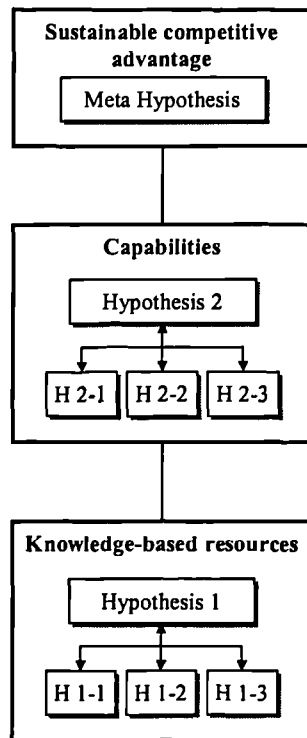 Sustainable competitive
advantage
Meta Hypothesis
Capabilities
Hypothesis 2
H 2-1 H 2-2 H 2-3
Knowledge-based resources
Hypothesis 1
H 1-1 H 1-2 H 1-3